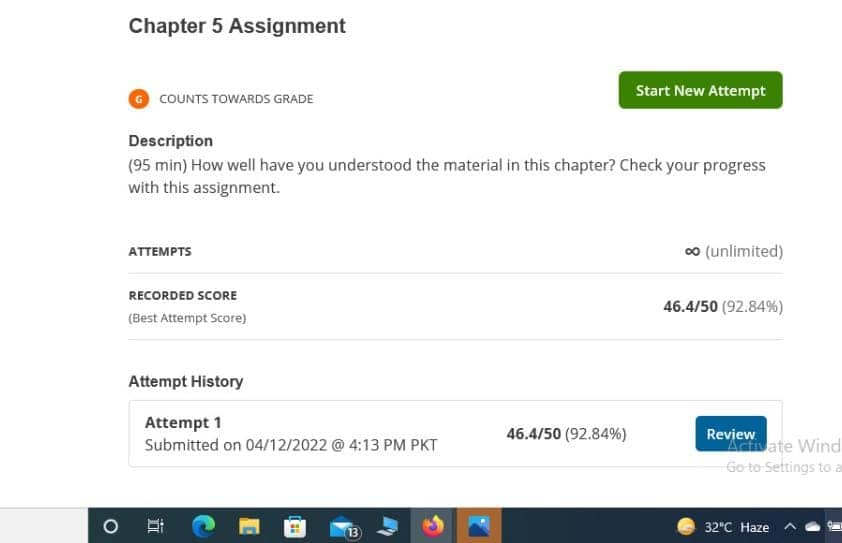 Chapter 5 Assignment
G COUNTS TOWARDS GRADE
Start New Attempt
Description
(95 min) How well have you understood the material in this chapter? Check your progress
with this assignment.
ATTEMPTS
∞ (unlimited)
RECORDED SCORE
(Best Attempt Score)
46.4/50 (92.84%)
Attempt History
Attempt 1
Submitted on 04/12/2022 @ 4:13 PM PKT
46.4/50 (92.84%)
Review
Activate Wind
Go to Settings to a
13
32°C Haze